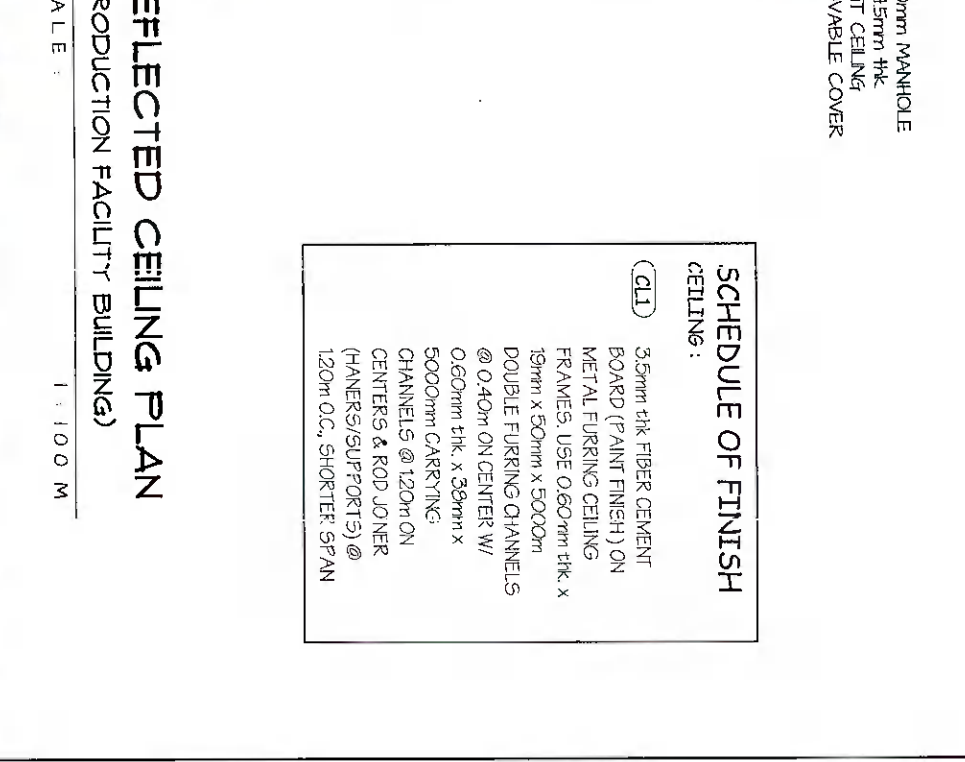 0mm MANHOLE
3.5mm thk
NT CEILING
VABLE COVER
SCHEDULE OF FINISH
CEILING :
CL1
3.5mm thk FIBER CEMENT
BOARD (PAINT FINISH) ON
METAL FURRING CEILING
FRAMES. USE 0.60mm thk. x
19mm x 50mm x 5000m
DOUBLE FURRING CHANNELS
@ 0.40m ON CENTER W/
0.60mm thk. x 38mm x
5000mm CARRYING
CHANNELS @ 1.20m ON
CENTERS & ROD JOINER
(HANERS/SUPPORTS) @
1.20m O.C., SHORTER SPAN
EFLECTED CEILING PLAN
RODUCTION FACILITY BUILDING)
ALE : 1 : 100 M